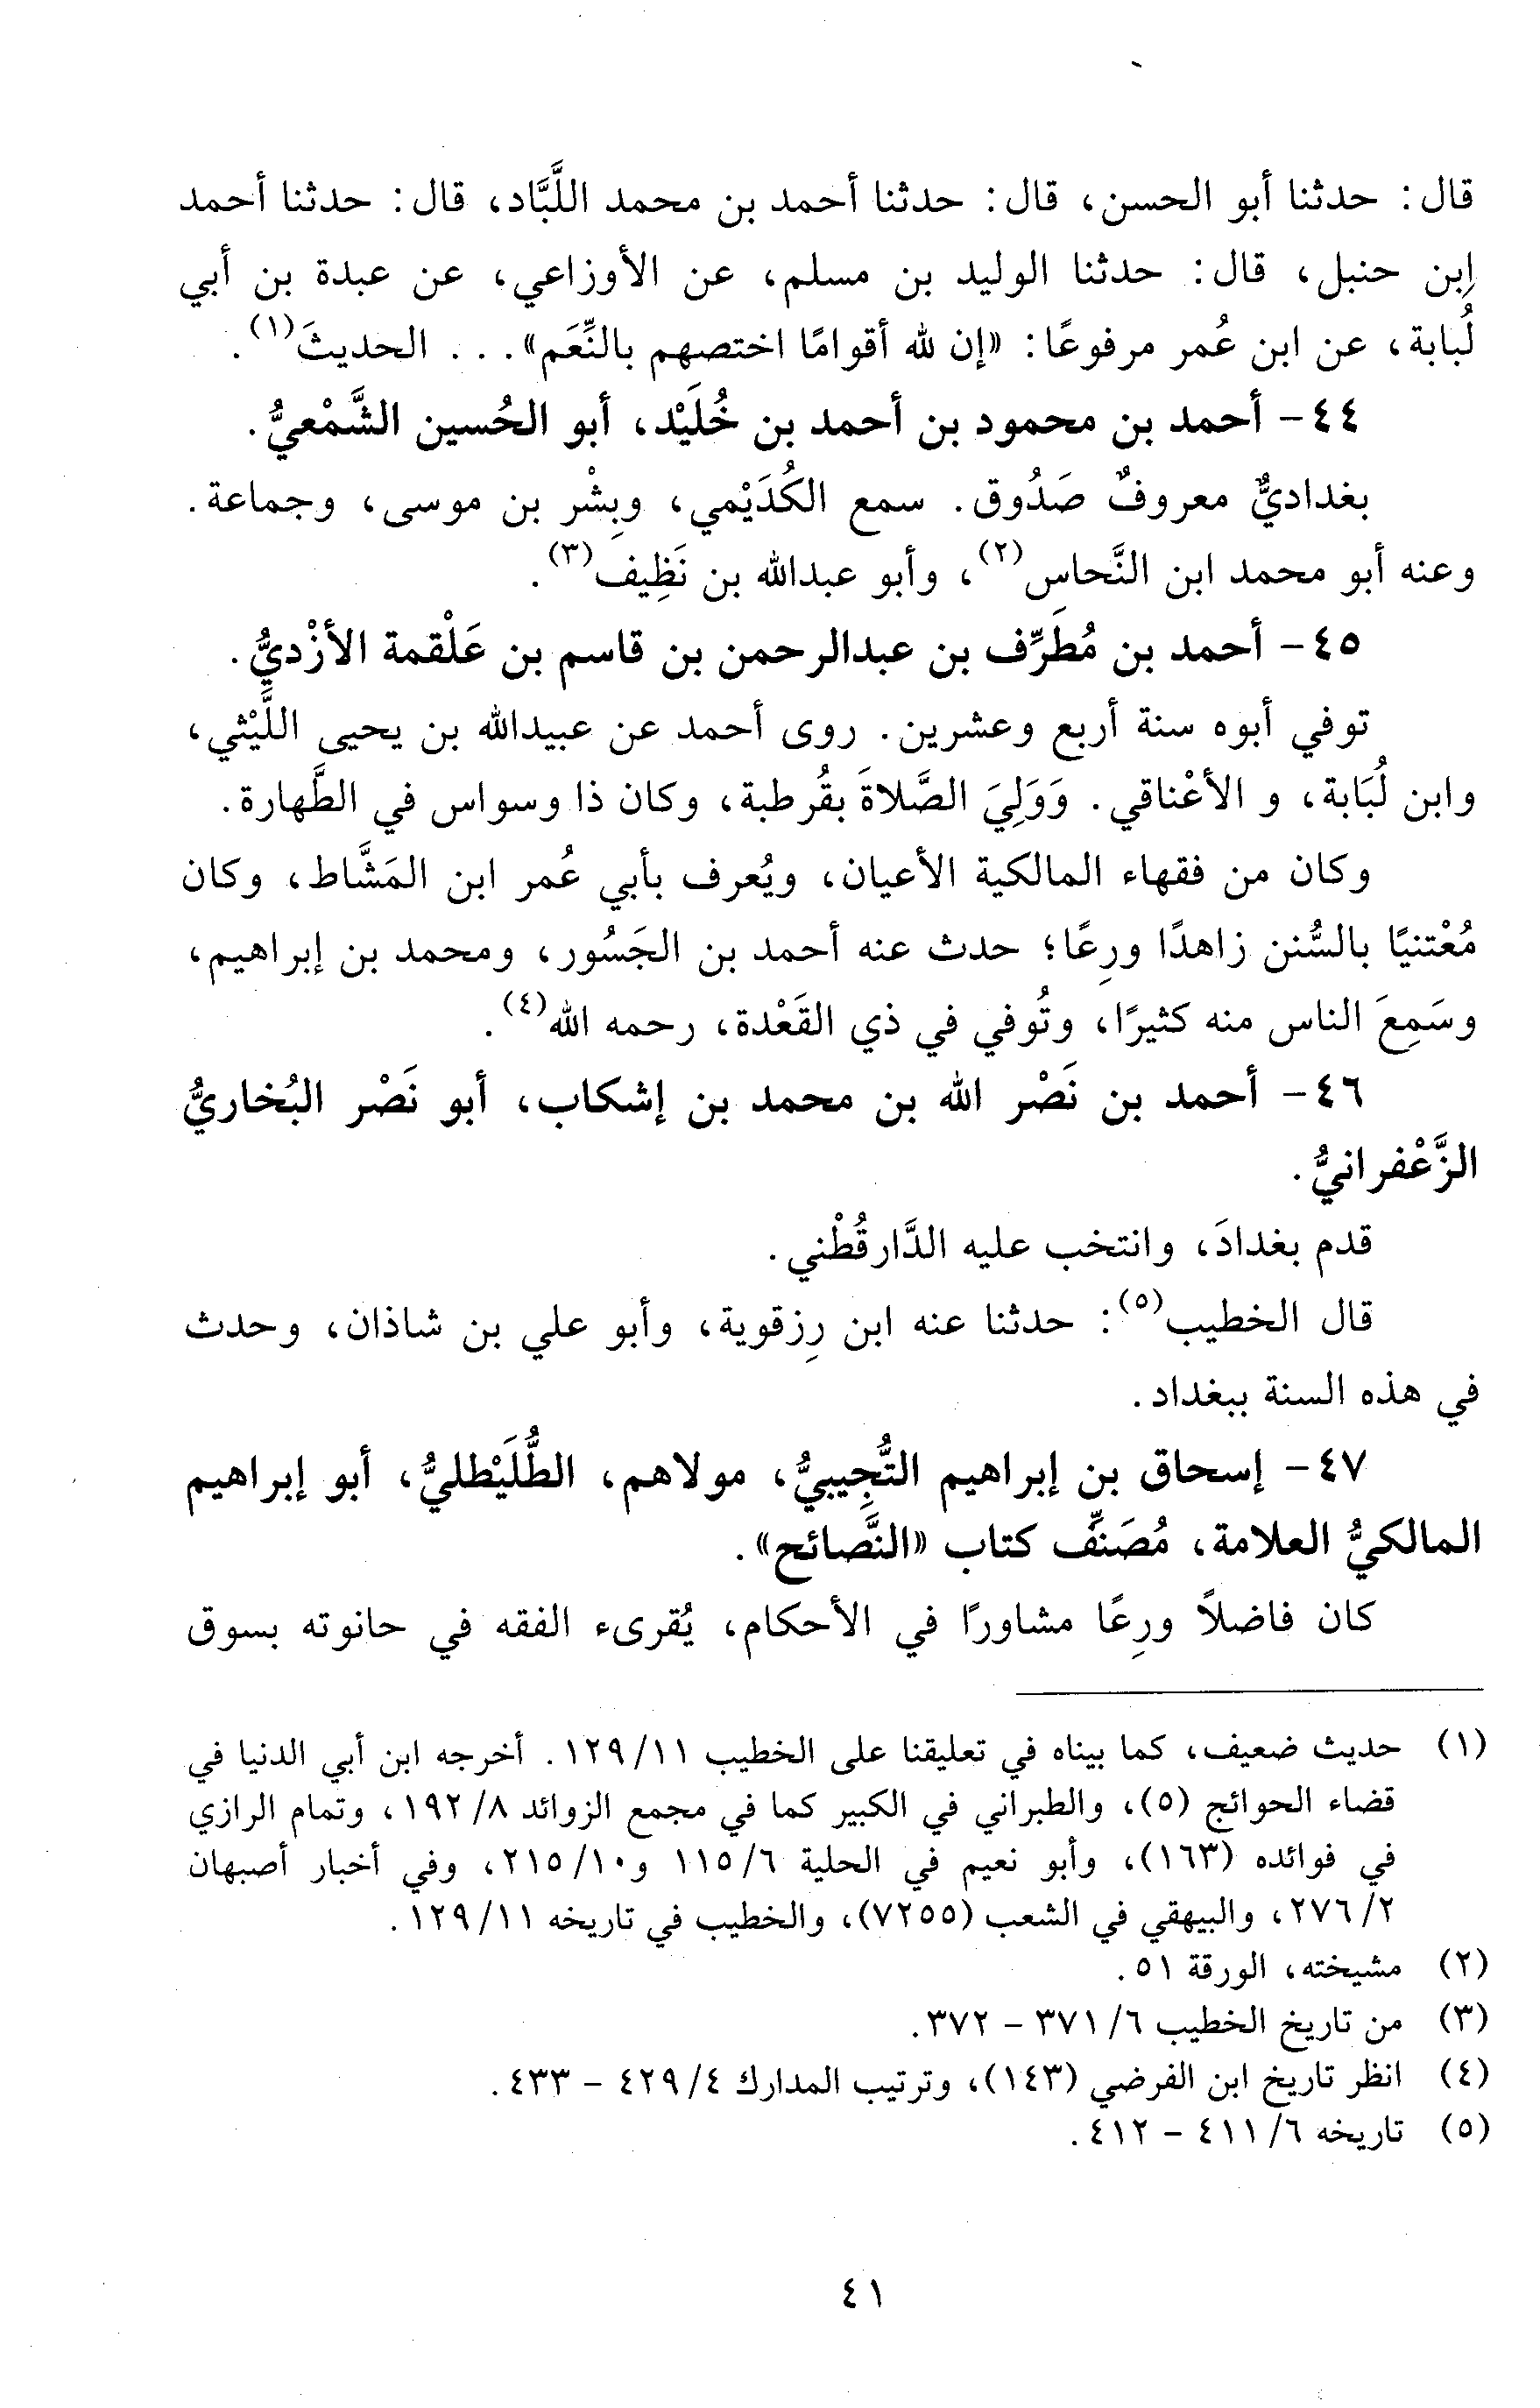 قال: حدثنا أبو الحسن، قال: حدثنا أحمد بن محمد اللَّبَّاد، قال: حدثنا أحمد
اِبن حنبل، قال: حدثنا الوليد بن مسلم، عن الأوزاعي، عن عبدة بن أبي
لُبابة، عن ابن عُمر مرفوعًا: «إن لله أقوامًا اختصهم بالنِّعَم». . . الحديثَ(١).
٤٤- أحمد بن محمود بن أحمد بن خُلَيْد، أبو الحُسين الشَّمْعيُّ.
بغداديٌّ معروفٌ صَدُوق. سمع الكُدَيْمي، وبِشْر بن موسى، وجماعة.
وعنه أبو محمد ابن النَّحاس(٢)، وأبو عبدالله بن نَظِيف(٣).
٤٥- أحمد بن مُطَرِّف بن عبدالرحمن بن قاسم بن عَلْقمة الأزْديُّ.
توفي أبوه سنة أربع وعشرين. روى أحمد عن عبيدالله بن يحيى اللَّيْثي،
وابن لُبَابة، و الأعْناقي. وَوَلِيَ الصَّلاةَ بقُرطبة، وكان ذا وسواس في الطَّهارة.
وكان من فقهاء المالكية الأعيان، ويُعرف بأبي عُمر ابن المَشَّاط، وكان
مُعْتنيًا بالسُّنن زاهدًا ورِعًا؛ حدث عنه أحمد بن الجَسُور، ومحمد بن إبراهيم،
وسَمِعَ الناس منه كثيرًا، وتُوفي في ذي القَعْدة، رحمه الله(٤).
٤٦- أحمد بن نَصْر الله بن محمد بن إشكاب، أبو نَصْر البُخاريُّ
الزَّعْفرانيُّ.
قدم بغدادَ، وانتخب عليه الدَّارقُطْني.
قال الخطيب(٥): حدثنا عنه ابن رِزقوية، وأبو علي بن شاذان، وحدث
في هذه السنة ببغداد.
٤٧- إسحاق بن إبراهيم التُّجِيبيُّ، مولاهم، الطُّلَيْطليُّ، أبو إبراهيم
المالكيُّ العلامة، مُصَنِّف كتاب «النَّصائح».
كان فاضلاً ورِعًا مشاورًا في الأحكام، يُقرىء الفقه في حانوته بسوق
(١) حديث ضعيف، كما بيناه في تعليقنا على الخطيب ١٢٩/١١. أخرجه ابن أبي الدنيا في
قضاء الحوائج (٥)، والطبراني في الكبير كما في مجمع الزوائد ١٩٢/٨، وتمام الرازي
في فوائده (١٦٣)، وأبو نعيم في الحلية ١١٥/٦ و٢١٥/١٠، وفي أخبار أصبهان
٢٧٦/٢، والبيهقي في الشعب (٧٢٥٥)، والخطيب في تاريخه ١٢٩/١١.
(٢) مشيخته، الورقة ٥١.
(٣) من تاريخ الخطيب ٣٧١/٦ - ٣٧٢.
(٤) انظر تاريخ ابن الفرضي (١٤٣)، وترتيب المدارك ٤٢٩/٤ - ٤٣٣.
(٥) تاريخه ٤١١/٦ - ٤١٢.
٤١